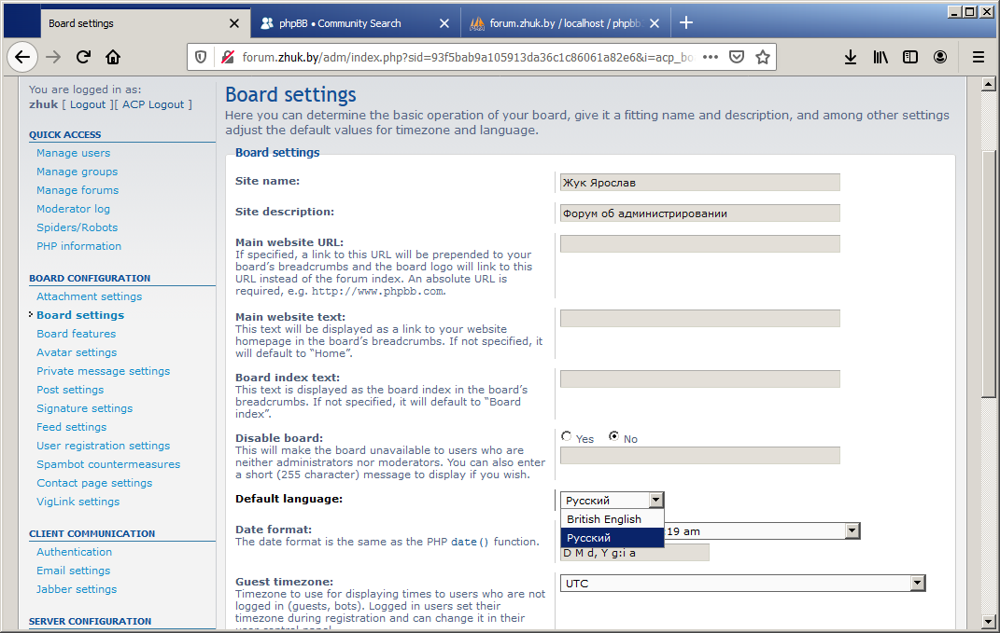 Board settings
phpBB • Community Search
forum.zhuk.by / localhost / phpbb
forum.zhuk.by/adm/index.php?sid=93f5bab9a105913da36c1c86061a82e6&i=acp_bo
You are logged in as:
zhuk [ Logout ][ ACP Logout ]
QUICK ACCESS
Manage users
Manage groups
Manage forums
Moderator log
Spiders/Robots
PHP information
BOARD CONFIGURATION
Attachment settings
Board settings
Board features
Avatar settings
Private message settings
Post settings
Signature settings
Feed settings
User registration settings
Spambot countermeasures
Contact page settings
VigLink settings
CLIENT COMMUNICATION
Authentication
Email settings
Jabber settings
SERVER CONFIGURATION
Board settings
Here you can determine the basic operation of your board, give it a fitting name and description, and among other settings
adjust the default values for timezone and language.
Board settings
Site name:
Жук Ярослав
Site description:
Форум об администрировании
Main website URL:
If specified, a link to this URL will be prepended to your
board’s breadcrumbs and the board logo will link to this
URL instead of the forum index. An absolute URL is
required, e.g. http://www.phpbb.com.
Main website text:
This text will be displayed as a link to your website
homepage in the board’s breadcrumbs. If not specified, it
will default to “Home”.
Board index text:
This text is displayed as the board index in the board’s
breadcrumbs. If not specified, it will default to “Board
index”.
Disable board:
This will make the board unavailable to users who are
neither administrators nor moderators. You can also enter
a short (255 character) message to display if you wish.
Yes No
Default language:
Русский
British English
Русский
Date format:
The date format is the same as the PHP date() function.
19 am
D M d, Y g:i a
Guest timezone:
Timezone to use for displaying times to users who are not
logged in (guests, bots). Logged in users set their
timezone during registration and can change it in their
UTC